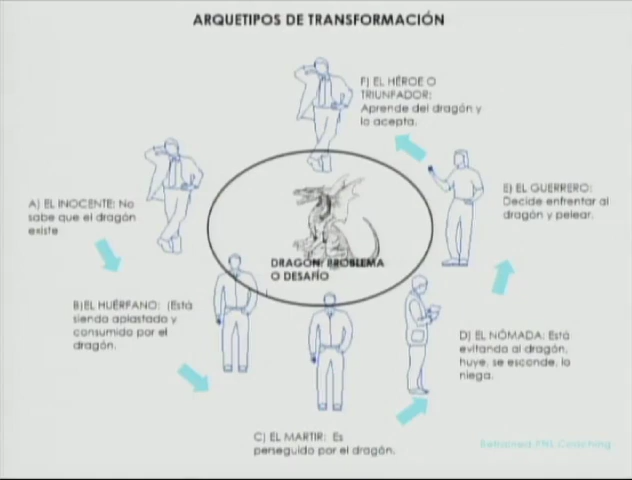 ARQUETIPOS DE TRANSFORMACIÓN
F) EL HÉROE O
TRIUNFADOR:
Aprende del dragón y
lo acepta.
A) EL INOCENTE: No
sabe que el dragón
existe
E) EL GUERRERO:
Decide enfrentar al
dragón y pelear.
DRAGÓN: PROBLEMA
O DESAFÍO
B)EL HUÉRFANO: (Está
siendo aplastado y
consumido por el
dragón.
D) EL NÓMADA: Está
evitando al dragón,
huye, se esconde, lo
niega.
C) EL MARTIR: Es
perseguido por el dragón.
PNL Coaching